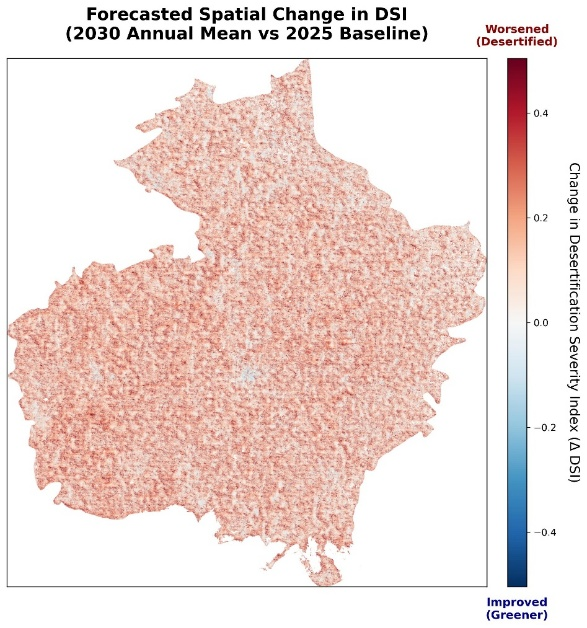 Forecasted Spatial Change in DSI
(2030 Annual Mean vs 2025 Baseline)
Worsened
(Desertified)
0.4
0.2
0.0
−0.2
−0.4
Change in Desertification Severity Index (Δ DSI)
Improved
(Greener)